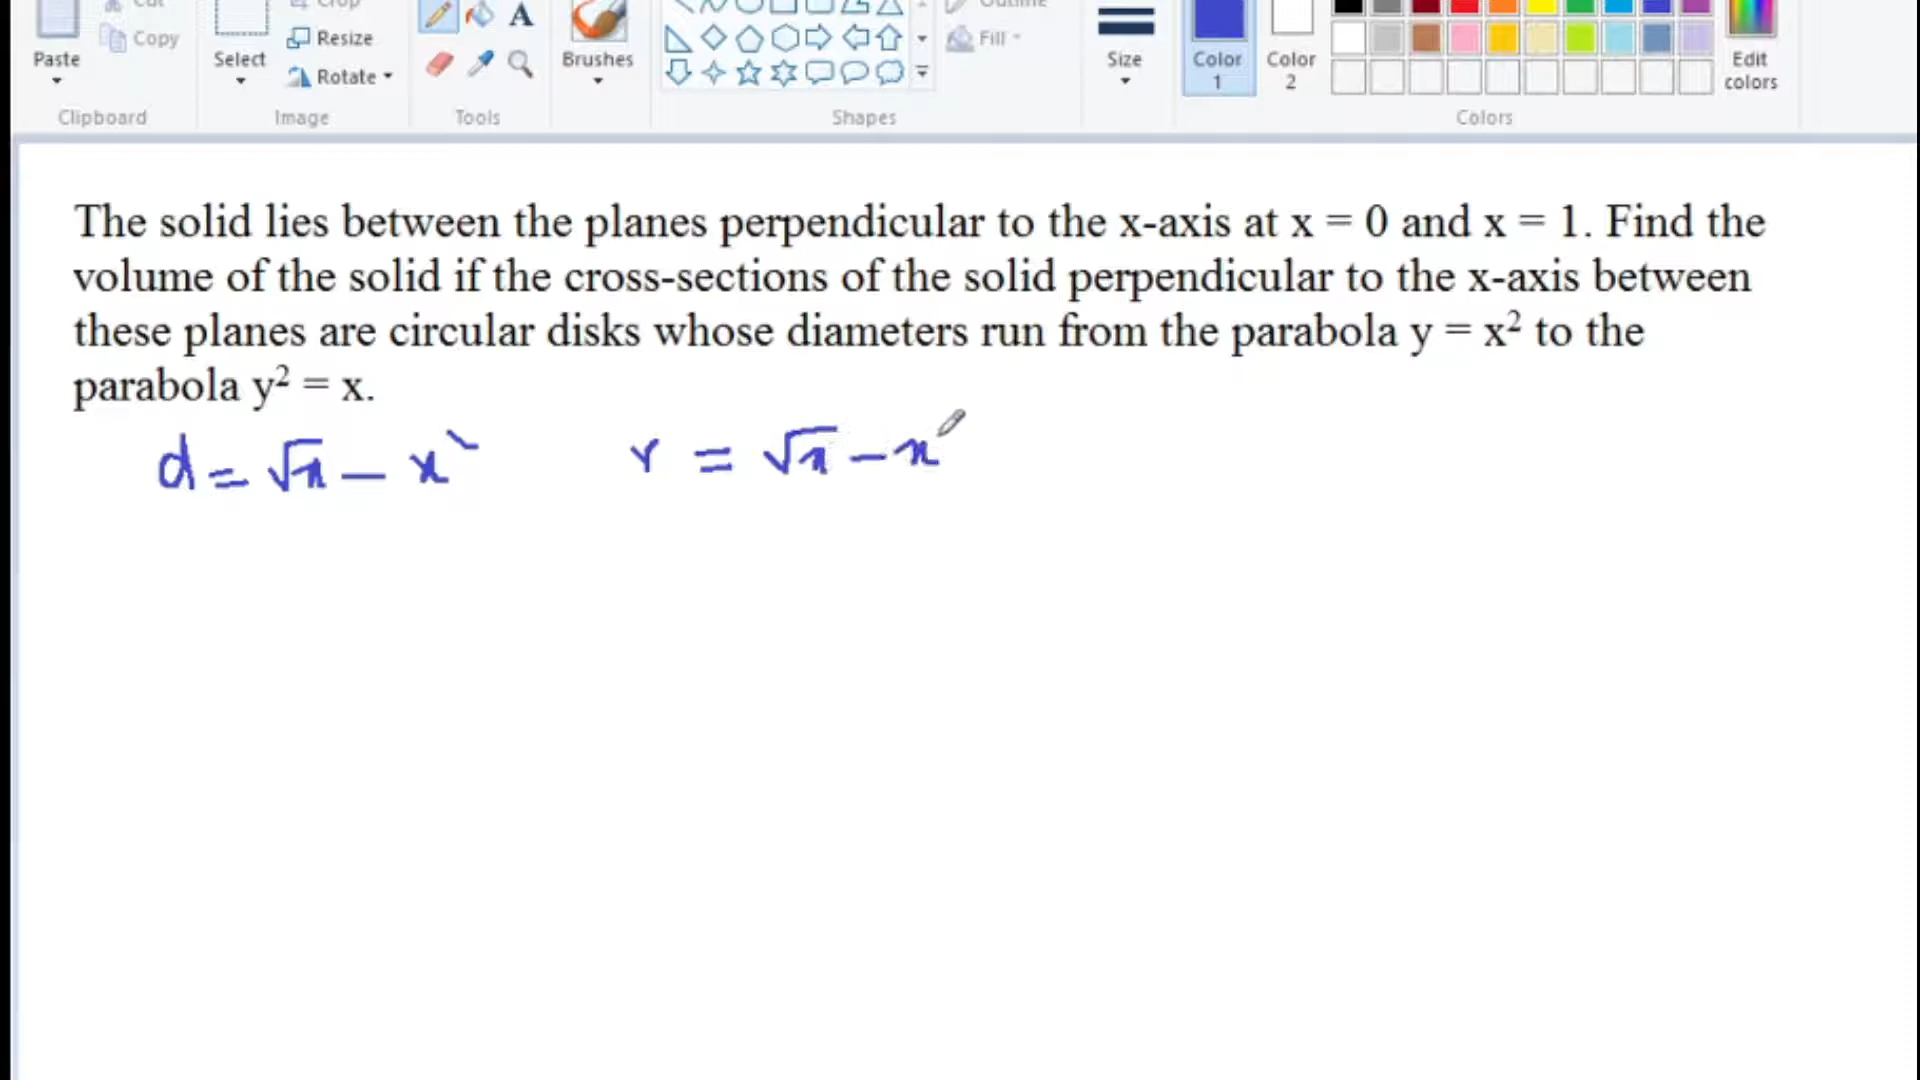 Cut Crop Outline
Copy Resize Fill
Paste Select Rotate Brushes Size Color 1 Color 2 Edit colors
Clipboard Image Tools Shapes Colors
The solid lies between the planes perpendicular to the x-axis at x = 0 and x = 1. Find the
volume of the solid if the cross-sections of the solid perpendicular to the x-axis between
these planes are circular disks whose diameters run from the parabola y = x² to the
parabola y² = x.
d = √x − x² r = √x − x²